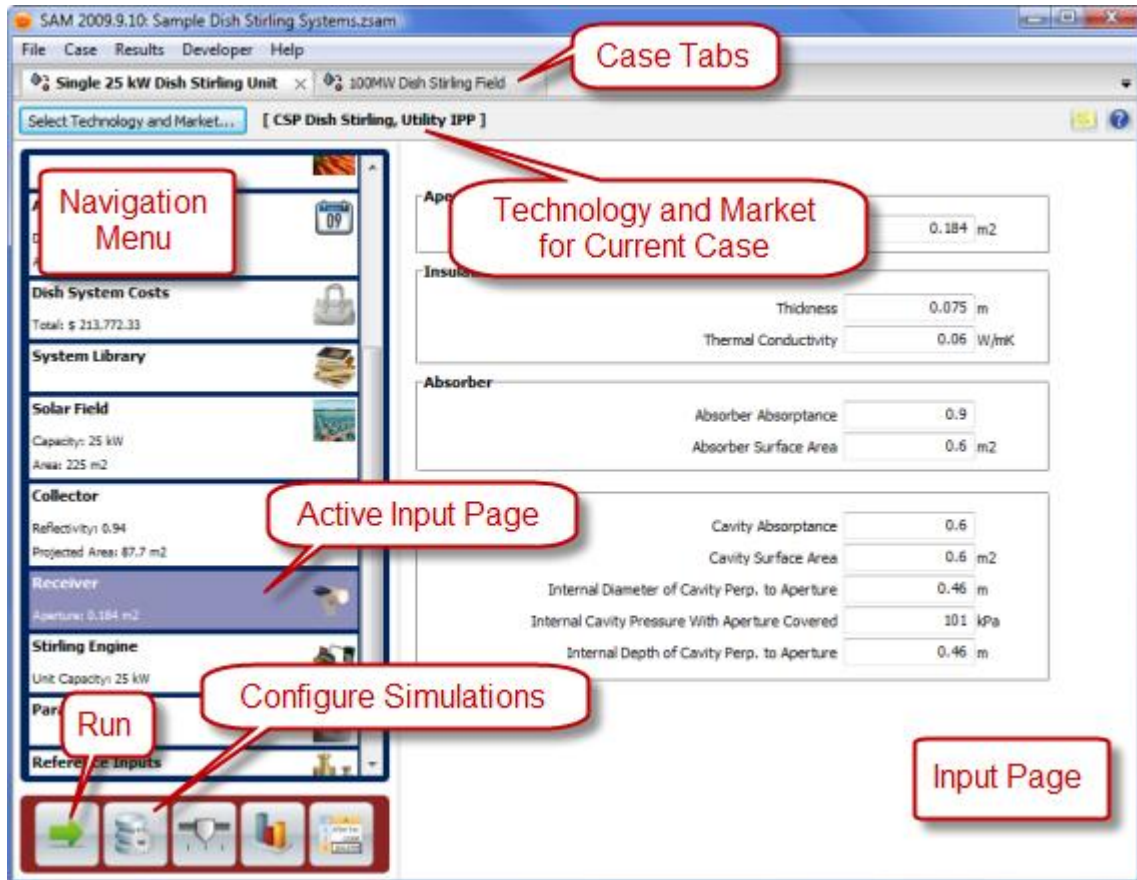 SAM 2009.9.10: Sample Dish Stirling Systems.zsam
File Case Results Developer Help
Case Tabs
Single 25 kW Dish Stirling Unit
100MW Dish Stirling Field
Select Technology and Market...
[ CSP Dish Stirling, Utility IPP ]
Navigation
Menu
09
Technology and Market
for Current Case
0.184 m2
Dish System Costs
Total: $ 213,772.33
System Library
Solar Field
Capacity: 25 kW
Area: 225 m2
Collector
Reflectivity: 0.94
Projected Area: 87.7 m2
Receiver
Aperture: 0.184 m2
Stirling Engine
Unit Capacity: 25 kW
Reference Inputs
Active Input Page
Configure Simulations
Run
Thickness 0.075 m
Thermal Conductivity 0.06 W/mK
Absorber
Absorber Absorptance 0.9
Absorber Surface Area 0.6 m2
Cavity Absorptance 0.6
Cavity Surface Area 0.6 m2
Internal Diameter of Cavity Perp. to Aperture 0.46 m
Internal Cavity Pressure With Aperture Covered 101 kPa
Internal Depth of Cavity Perp. to Aperture 0.46 m
Input Page